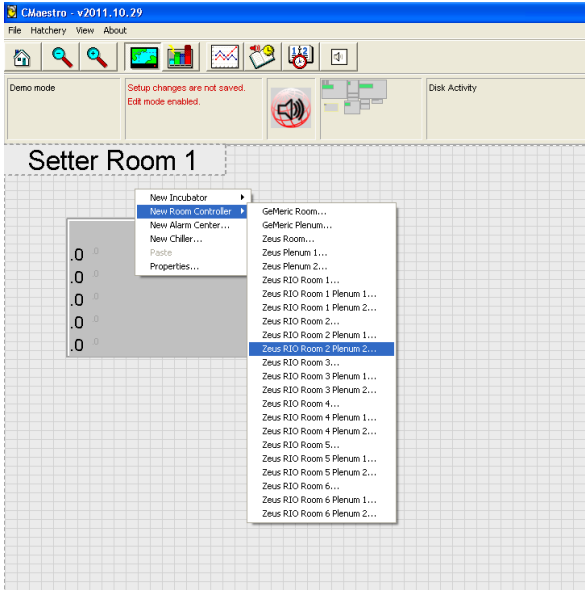 CMaestro - v2011.10.29
File Hatchery View About
Demo mode
Setup changes are not saved.
Edit mode enabled.
Disk Activity
Setter Room 1
New Incubator
New Room Controller
New Alarm Center...
New Chiller...
Paste
Properties...
GeMeric Room...
GeMeric Plenum...
Zeus Room...
Zeus Plenum 1...
Zeus Plenum 2...
Zeus RIO Room 1...
Zeus RIO Room 1 Plenum 1...
Zeus RIO Room 1 Plenum 2...
Zeus RIO Room 2...
Zeus RIO Room 2 Plenum 1...
Zeus RIO Room 2 Plenum 2...
Zeus RIO Room 3...
Zeus RIO Room 3 Plenum 1...
Zeus RIO Room 3 Plenum 2...
Zeus RIO Room 4...
Zeus RIO Room 4 Plenum 1...
Zeus RIO Room 4 Plenum 2...
Zeus RIO Room 5...
Zeus RIO Room 5 Plenum 1...
Zeus RIO Room 5 Plenum 2...
Zeus RIO Room 6...
Zeus RIO Room 6 Plenum 1...
Zeus RIO Room 6 Plenum 2...
.0 .0
.0 .0
.0 .0
.0 .0
.0 .0